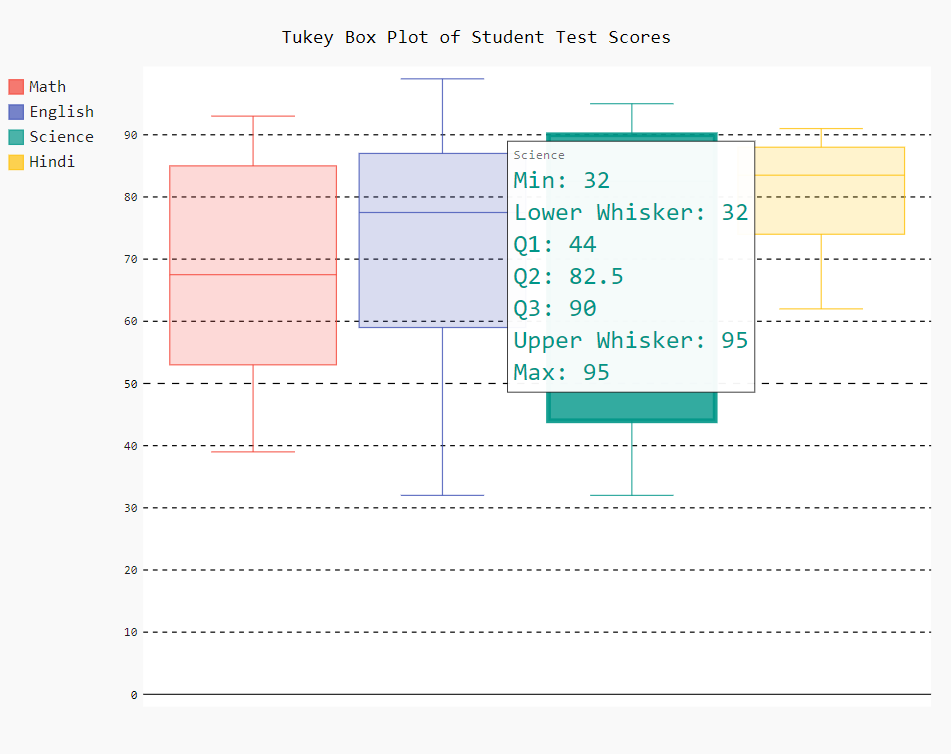 Tukey Box Plot of Student Test Scores
Math
English
Science
Hindi
90
80
70
60
50
40
30
20
10
0
Science
Min: 32
Lower Whisker: 32
Q1: 44
Q2: 82.5
Q3: 90
Upper Whisker: 95
Max: 95